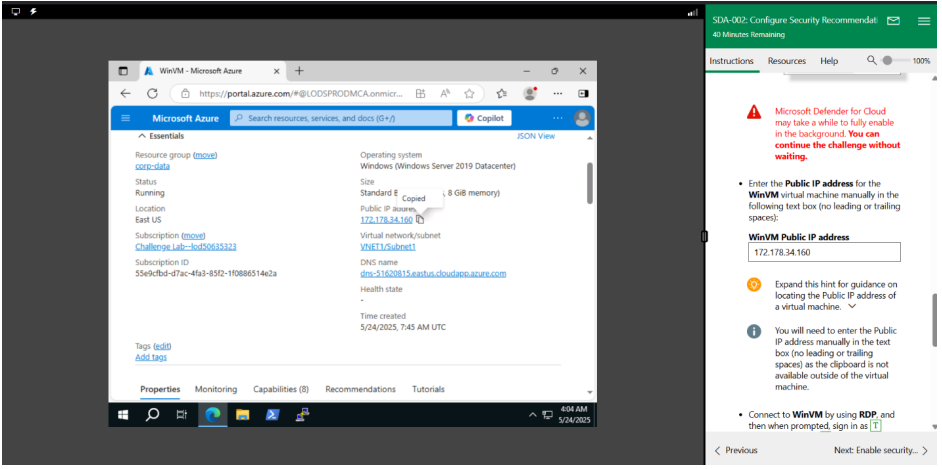 SDA-002: Configure Security Recommendati
40 Minutes Remaining
Instructions Resources Help 100%
WinVM - Microsoft Azure
https://portal.azure.com/#@LODSPRODMCA.onmicr...
Microsoft Azure
Search resources, services, and docs (G+/)
Copilot
Essentials
JSON View
Resource group (move)
corp-data
Status
Running
Location
East US
Subscription (move)
Challenge Lab--lod50635323
Subscription ID
55e9cfbd-d7ac-4fa3-85f2-1f0886514e2a
Operating system
Windows (Windows Server 2019 Datacenter)
Size
Standard , 8 GiB memory)
Copied
Public IP
172.178.34.160
Virtual network/subnet
VNET1/Subnet1
DNS name
dns-51620815.eastus.cloudapp.azure.com
Health state
-
Time created
5/24/2025, 7:45 AM UTC
Tags (edit)
Add tags
Properties Monitoring Capabilities (8) Recommendations Tutorials
4:04 AM
5/24/2025
Microsoft Defender for Cloud
may take a while to fully enable
in the background. You can
continue the challenge without
waiting.
• Enter the Public IP address for the
WinVM virtual machine manually in the
following text box (no leading or trailing
spaces):
WinVM Public IP address
172.178.34.160
Expand this hint for guidance on
locating the Public IP address of
a virtual machine.
You will need to enter the Public
IP address manually in the text
box (no leading or trailing
spaces) as the clipboard is not
available outside of the virtual
machine.
• Connect to WinVM by using RDP, and
then when prompted, sign in as T
Previous
Next: Enable security...